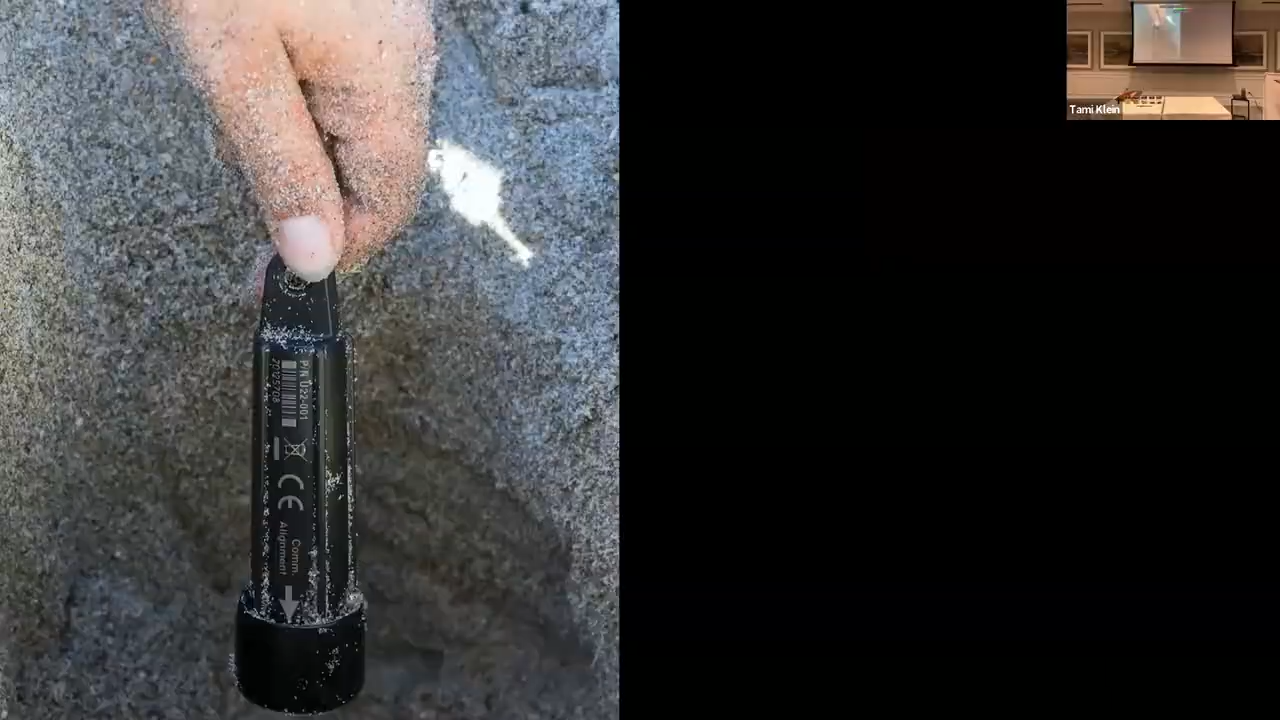 Tami Klein
P/N U22-001
CE
Comm.
Alignment